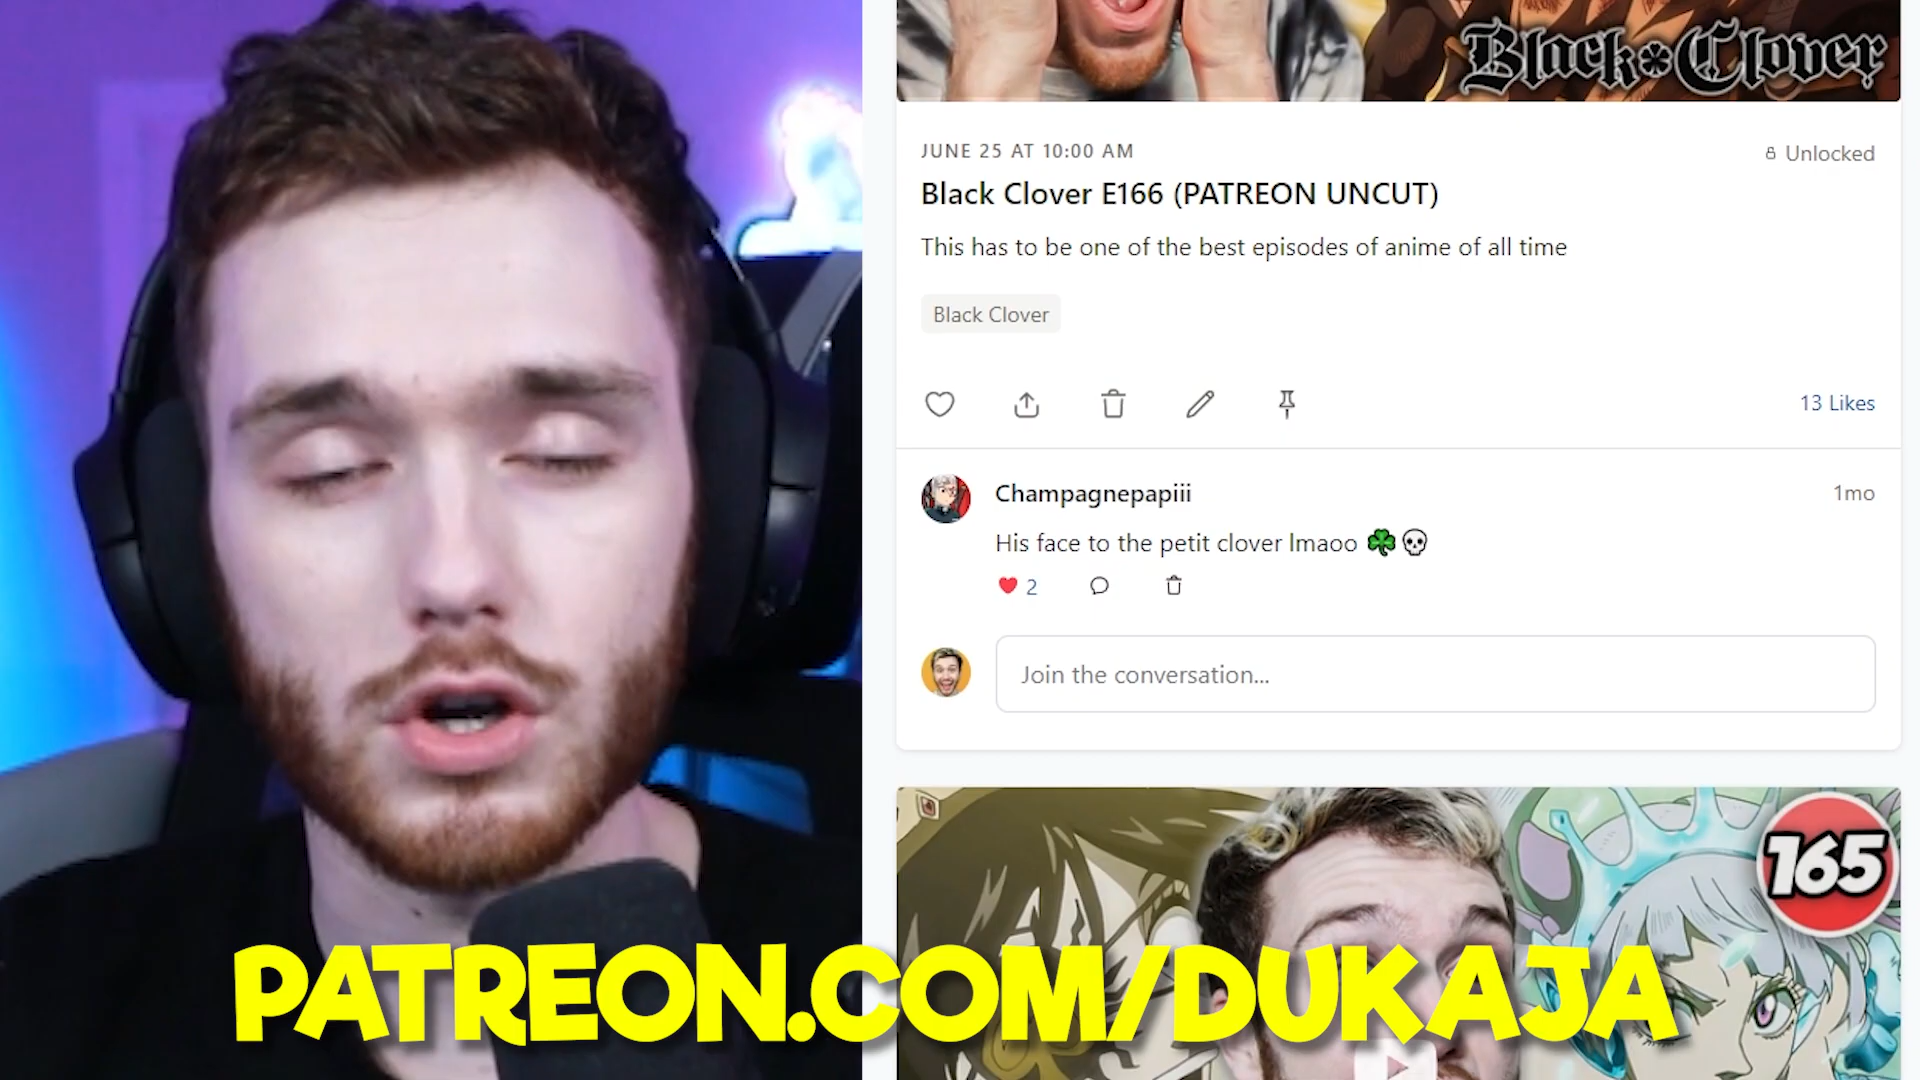 Black Clover
JUNE 25 AT 10:00 AM
Unlocked
Black Clover E166 (PATREON UNCUT)
This has to be one of the best episodes of anime of all time
Black Clover
13 Likes
Champagnepapiii
1mo
His face to the petit clover lmaoo ☘️💀
2
Join the conversation...
165
PATREON.COM/DUKAJA